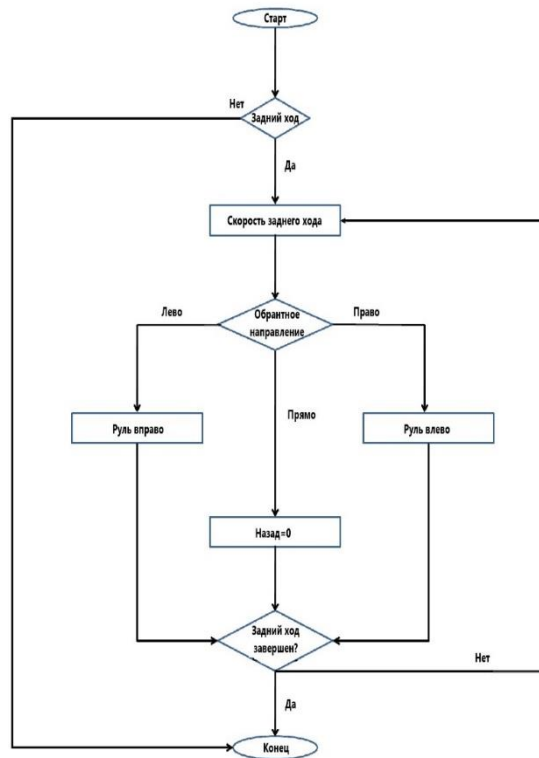 Старт
Нет
Задний ход
Да
Скорость заднего хода
Лево
Обрантное
направление
Право
Руль вправо
Прямо
Руль влево
Назад=0
Задний ход
завершен?
Нет
Да
Конец